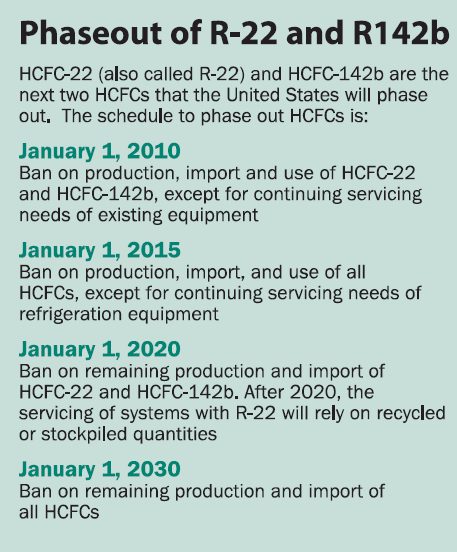 Phaseout of R-22 and R142b
HCFC-22 (also called R-22) and HCFC-142b are the
next two HCFCs that the United States will phase
out. The schedule to phase out HCFCs is:
January 1, 2010
Ban on production, import and use of HCFC-22
and HCFC-142b, except for continuing servicing
needs of existing equipment
January 1, 2015
Ban on production, import, and use of all
HCFCs, except for continuing servicing needs of
refrigeration equipment
January 1, 2020
Ban on remaining production and import of
HCFC-22 and HCFC-142b. After 2020, the
servicing of systems with R-22 will rely on recycled
or stockpiled quantities
January 1, 2030
Ban on remaining production and import of
all HCFCs